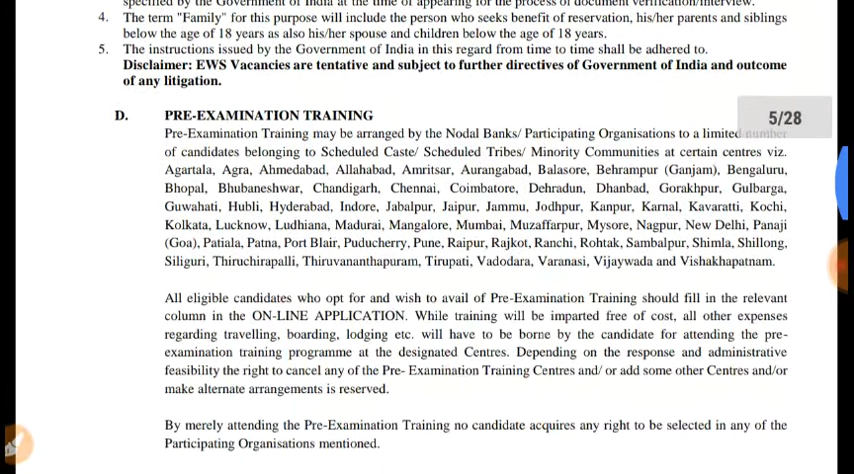 specified by the Government of India at the time of appearing for the process of document verification/interview.
4. The term "Family" for this purpose will include the person who seeks benefit of reservation, his/her parents and siblings
below the age of 18 years as also his/her spouse and children below the age of 18 years.
5. The instructions issued by the Government of India in this regard from time to time shall be adhered to.
Disclaimer: EWS Vacancies are tentative and subject to further directives of Government of India and outcome
of any litigation.
D. PRE-EXAMINATION TRAINING
5/28
Pre-Examination Training may be arranged by the Nodal Banks/ Participating Organisations to a limited number
of candidates belonging to Scheduled Caste/ Scheduled Tribes/ Minority Communities at certain centres viz.
Agartala, Agra, Ahmedabad, Allahabad, Amritsar, Aurangabad, Balasore, Behrampur (Ganjam), Bengaluru,
Bhopal, Bhubaneshwar, Chandigarh, Chennai, Coimbatore, Dehradun, Dhanbad, Gorakhpur, Gulbarga,
Guwahati, Hubli, Hyderabad, Indore, Jabalpur, Jaipur, Jammu, Jodhpur, Kanpur, Karnal, Kavaratti, Kochi,
Kolkata, Lucknow, Ludhiana, Madurai, Mangalore, Mumbai, Muzaffarpur, Mysore, Nagpur, New Delhi, Panaji
(Goa), Patiala, Patna, Port Blair, Puducherry, Pune, Raipur, Rajkot, Ranchi, Rohtak, Sambalpur, Shimla, Shillong,
Siliguri, Thiruchirapalli, Thiruvananthapuram, Tirupati, Vadodara, Varanasi, Vijaywada and Vishakhapatnam.
All eligible candidates who opt for and wish to avail of Pre-Examination Training should fill in the relevant
column in the ON-LINE APPLICATION. While training will be imparted free of cost, all other expenses
regarding travelling, boarding, lodging etc. will have to be borne by the candidate for attending the pre-
examination training programme at the designated Centres. Depending on the response and administrative
feasibility the right to cancel any of the Pre- Examination Training Centres and/ or add some other Centres and/or
make alternate arrangements is reserved.
By merely attending the Pre-Examination Training no candidate acquires any right to be selected in any of the
Participating Organisations mentioned.